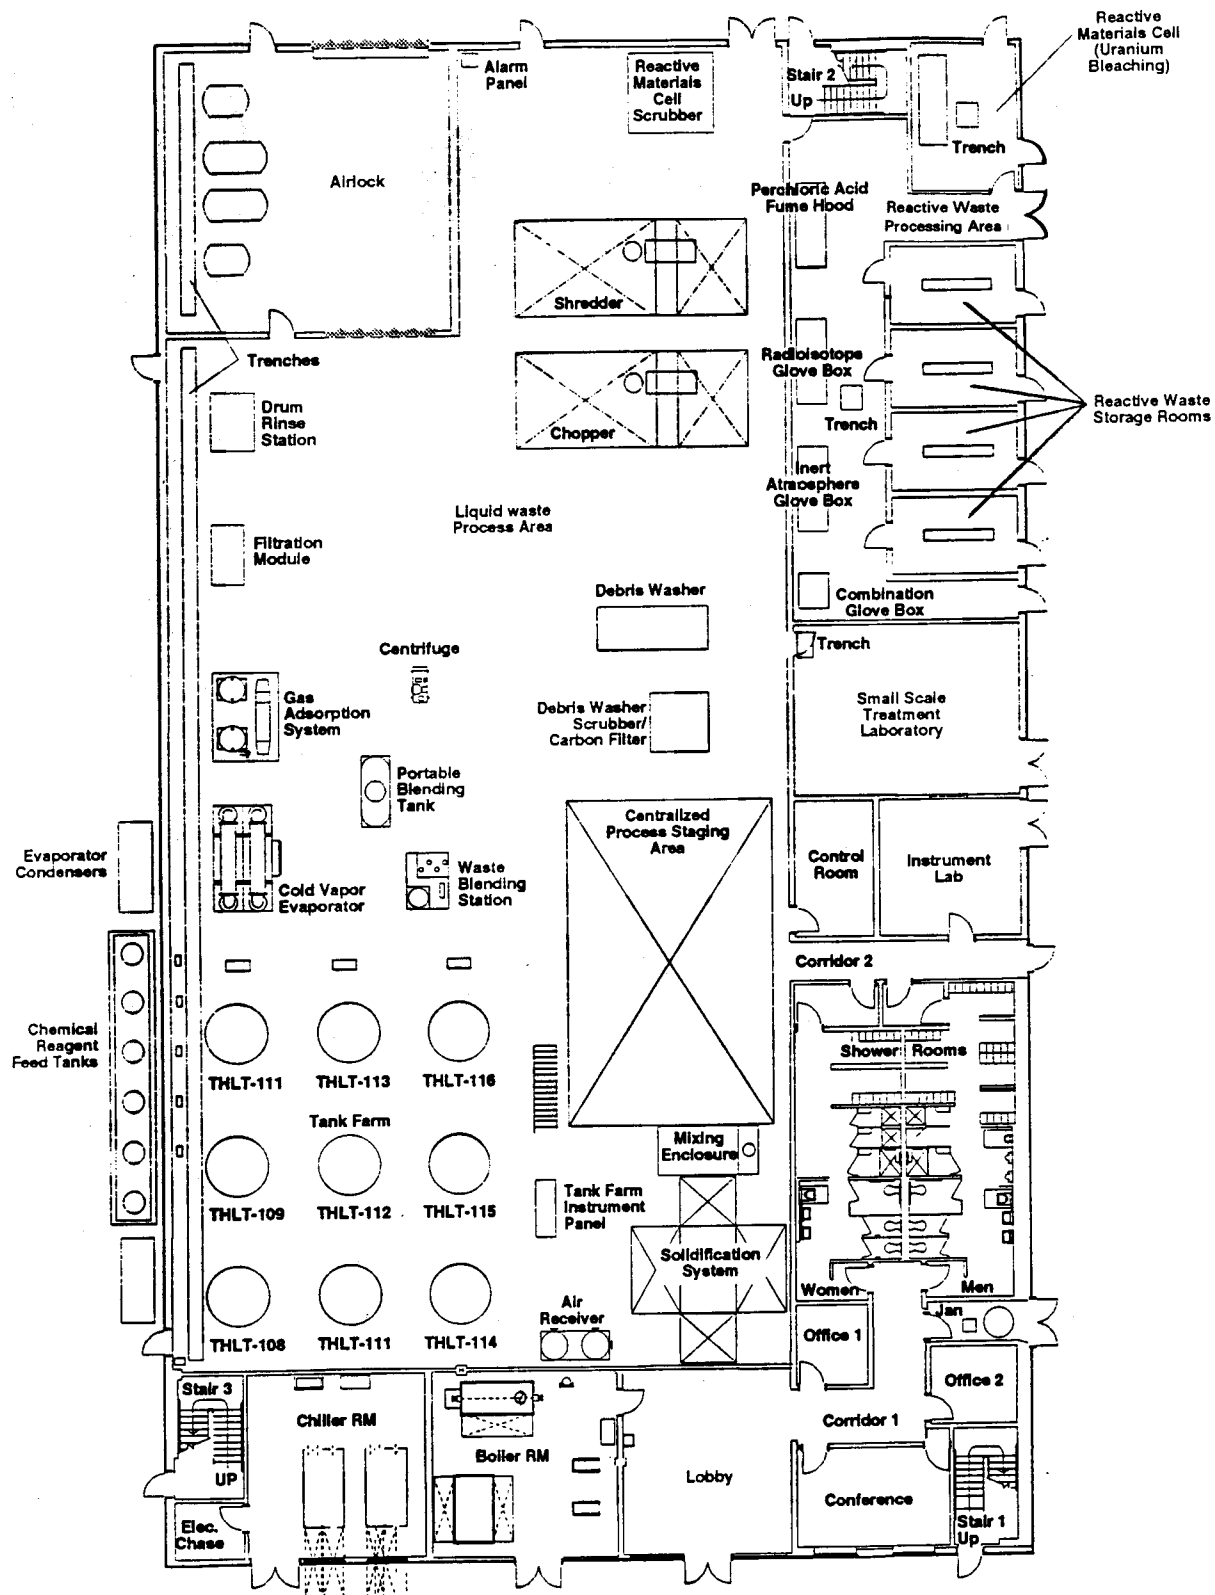 Reactive
Materials Cell
(Uranium
Bleaching)
Alarm
Panel
Reactive
Materials
Cell
Scrubber
Stair 2
Up
Trench
Airlock
Perchloric Acid
Fume Hood
Reactive Waste
Processing Area
Shredder
Trenches
Radioisotope
Glove Box
Drum
Rinse
Station
Chopper
Trench
Reactive Waste
Storage Rooms
Inert
Atmosphere
Glove Box
Liquid waste
Process Area
Filtration
Module
Debris Washer
Combination
Glove Box
Centrifuge
Trench
Gas
Adsorption
System
Debris Washer
Scrubber/
Carbon Filter
Small Scale
Treatment
Laboratory
Portable
Blending
Tank
Centralized
Process Staging
Area
Evaporator
Condensers
Cold Vapor
Evaporator
Waste
Blending
Station
Control
Room
Instrument
Lab
Corridor 2
Chemical
Reagent
Feed Tanks
THLT-111
THLT-113
THLT-116
Shower Rooms
Tank Farm
Mixing
Enclosure
THLT-109
THLT-112
THLT-115
Tank Farm
Instrument
Panel
Solidification
System
Women
Men
Jan
Air
Receiver
Office 1
THLT-108
THLT-111
THLT-114
Stair 3
Office 2
Chiller RM
Corridor 1
UP
Boiler RM
Lobby
Conference
Elec.
Chase
Stair 1
Up